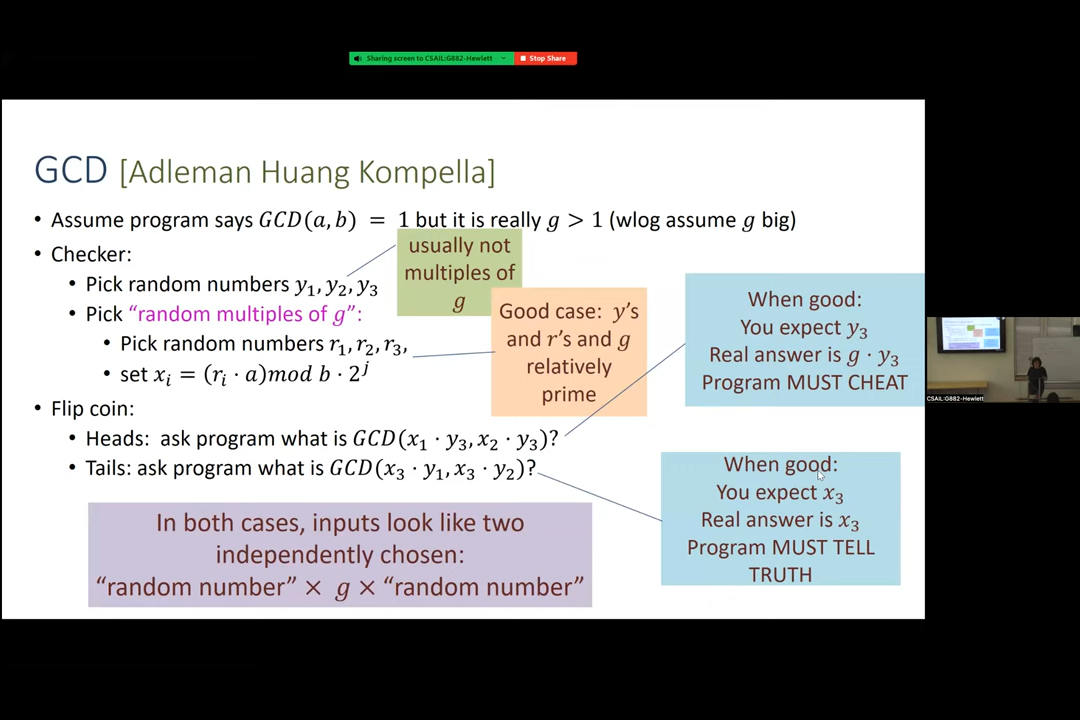 Sharing screen to CSAIL:G882-Hewlett
Stop Share
GCD [Adleman Huang Kompella]
• Assume program says GCD(a, b) = 1 but it is really g > 1 (wlog assume g big)
• Checker:
• Pick random numbers y₁, y₂, y₃
• Pick “random multiples of g”:
• Pick random numbers r₁, r₂, r₃,
• set xᵢ = (rᵢ · a)mod b · 2ʲ
• Flip coin:
• Heads: ask program what is GCD(x₁ · y₃, x₂ · y₃)?
• Tails: ask program what is GCD(x₃ · y₁, x₃ · y₂)?
usually not
multiples of
g
Good case: y’s
and r’s and g
relatively
prime
When good:
You expect y₃
Real answer is g · y₃
Program MUST CHEAT
When good:
You expect x₃
Real answer is x₃
Program MUST TELL
TRUTH
In both cases, inputs look like two
independently chosen:
“random number” × g × “random number”
CSAIL:G882-Hewlett